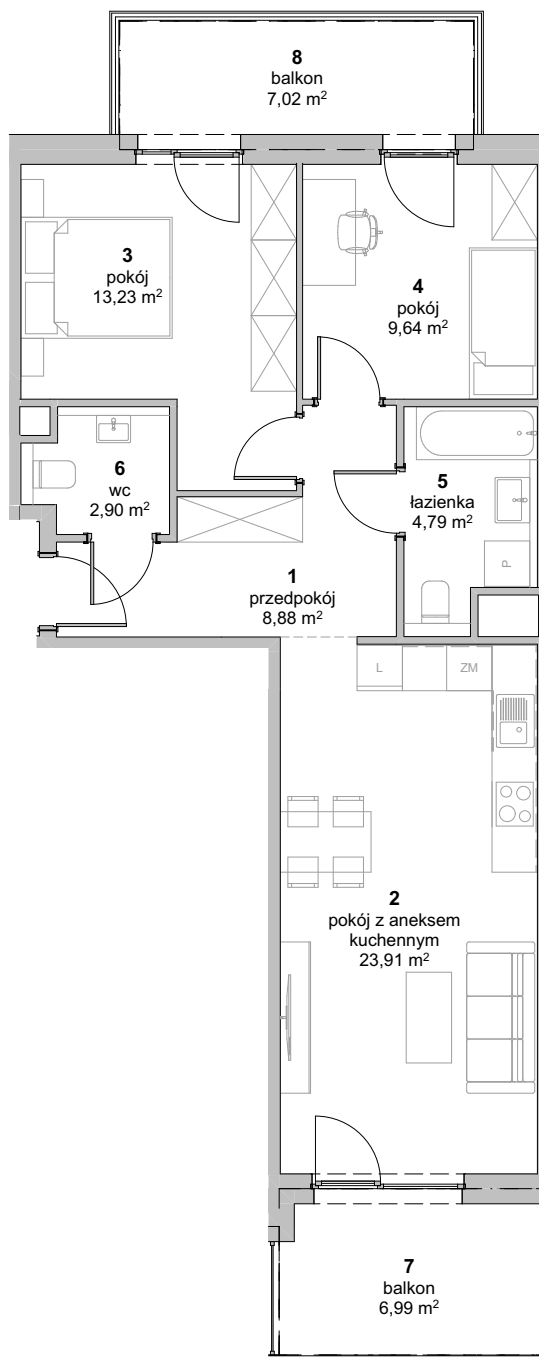 8
balkon
7,02 m²
3
pokój
13,23 m²
4
pokój
9,64 m²
6
wc
2,90 m²
5
łazienka
4,79 m²
P
1
przedpokój
8,88 m²
L
ZM
2
pokój z aneksem
kuchennym
23,91 m²
7
balkon
6,99 m²